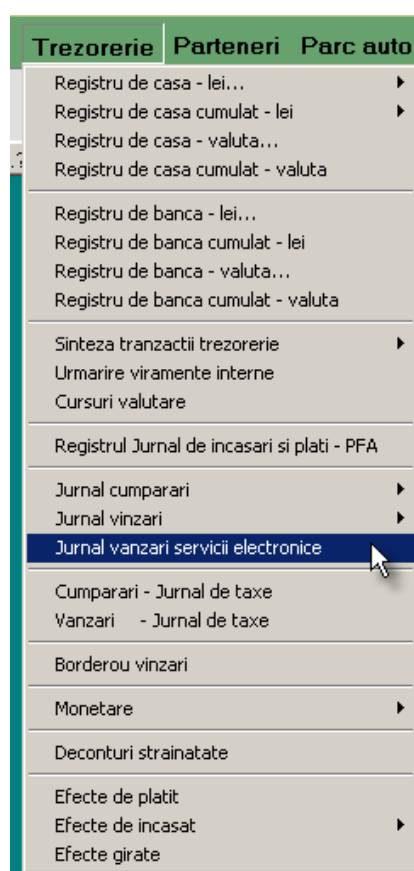 Trezorerie Parteneri Parc auto
Registru de casa - lei...
Registru de casa cumulat - lei
Registru de casa - valuta...
Registru de casa cumulat - valuta
Registru de banca - lei...
Registru de banca cumulat - lei
Registru de banca - valuta...
Registru de banca cumulat - valuta
Sinteza tranzactii trezorerie
Urmarire viramente interne
Cursuri valutare
Registrul Jurnal de incasari si plati - PFA
Jurnal cumparari
Jurnal vinzari
Jurnal vanzari servicii electronice
Cumparari - Jurnal de taxe
Vanzari - Jurnal de taxe
Borderou vinzari
Monetare
Deconturi strainatate
Efecte de platit
Efecte de incasat
Efecte girate